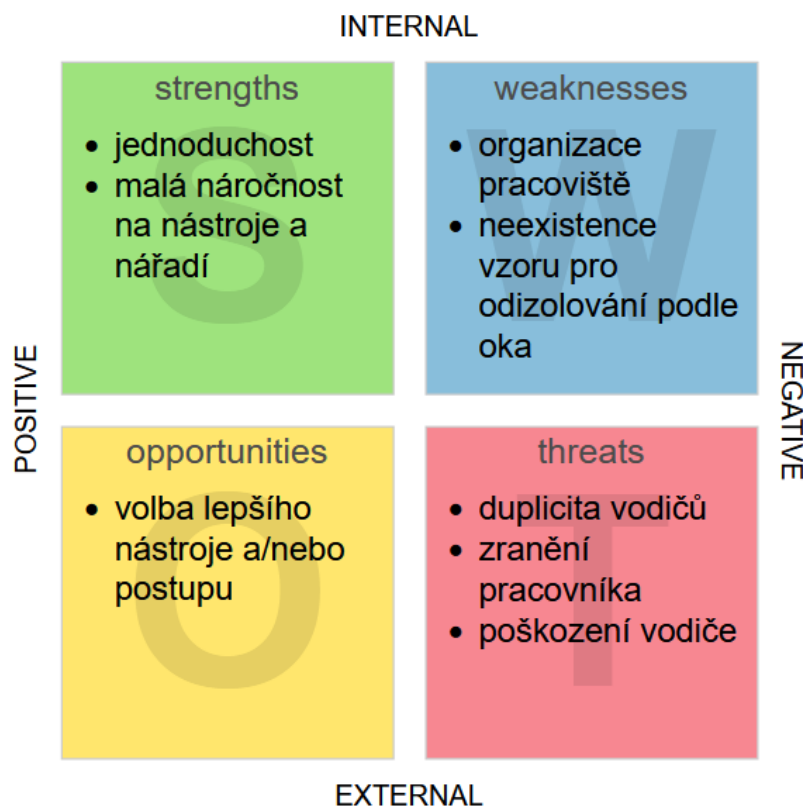 INTERNAL
strengths
• jednoduchost
• malá náročnost
na nástroje a
nářadí
weaknesses
• organizace
pracoviště
• neexistence
vzoru pro
odizolování podle
oka
POSITIVE
NEGATIVE
opportunities
• volba lepšího
nástroje a/nebo
postupu
threats
• duplicita vodičů
• zranění
pracovníka
• poškození vodiče
EXTERNAL
S
W
O
T